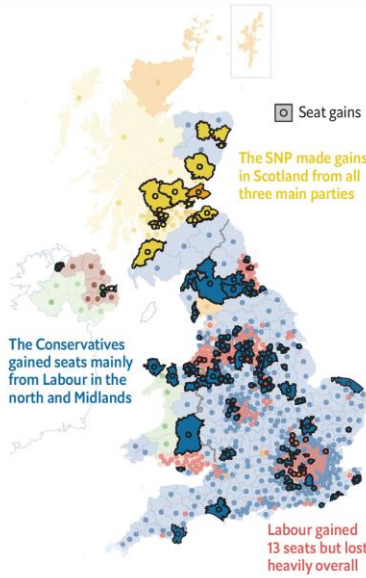 Seat gains
The SNP made gains
in Scotland from all
three main parties
The Conservatives
gained seats mainly
from Labour in the
north and Midlands
Labour gained
13 seats but lost
heavily overall